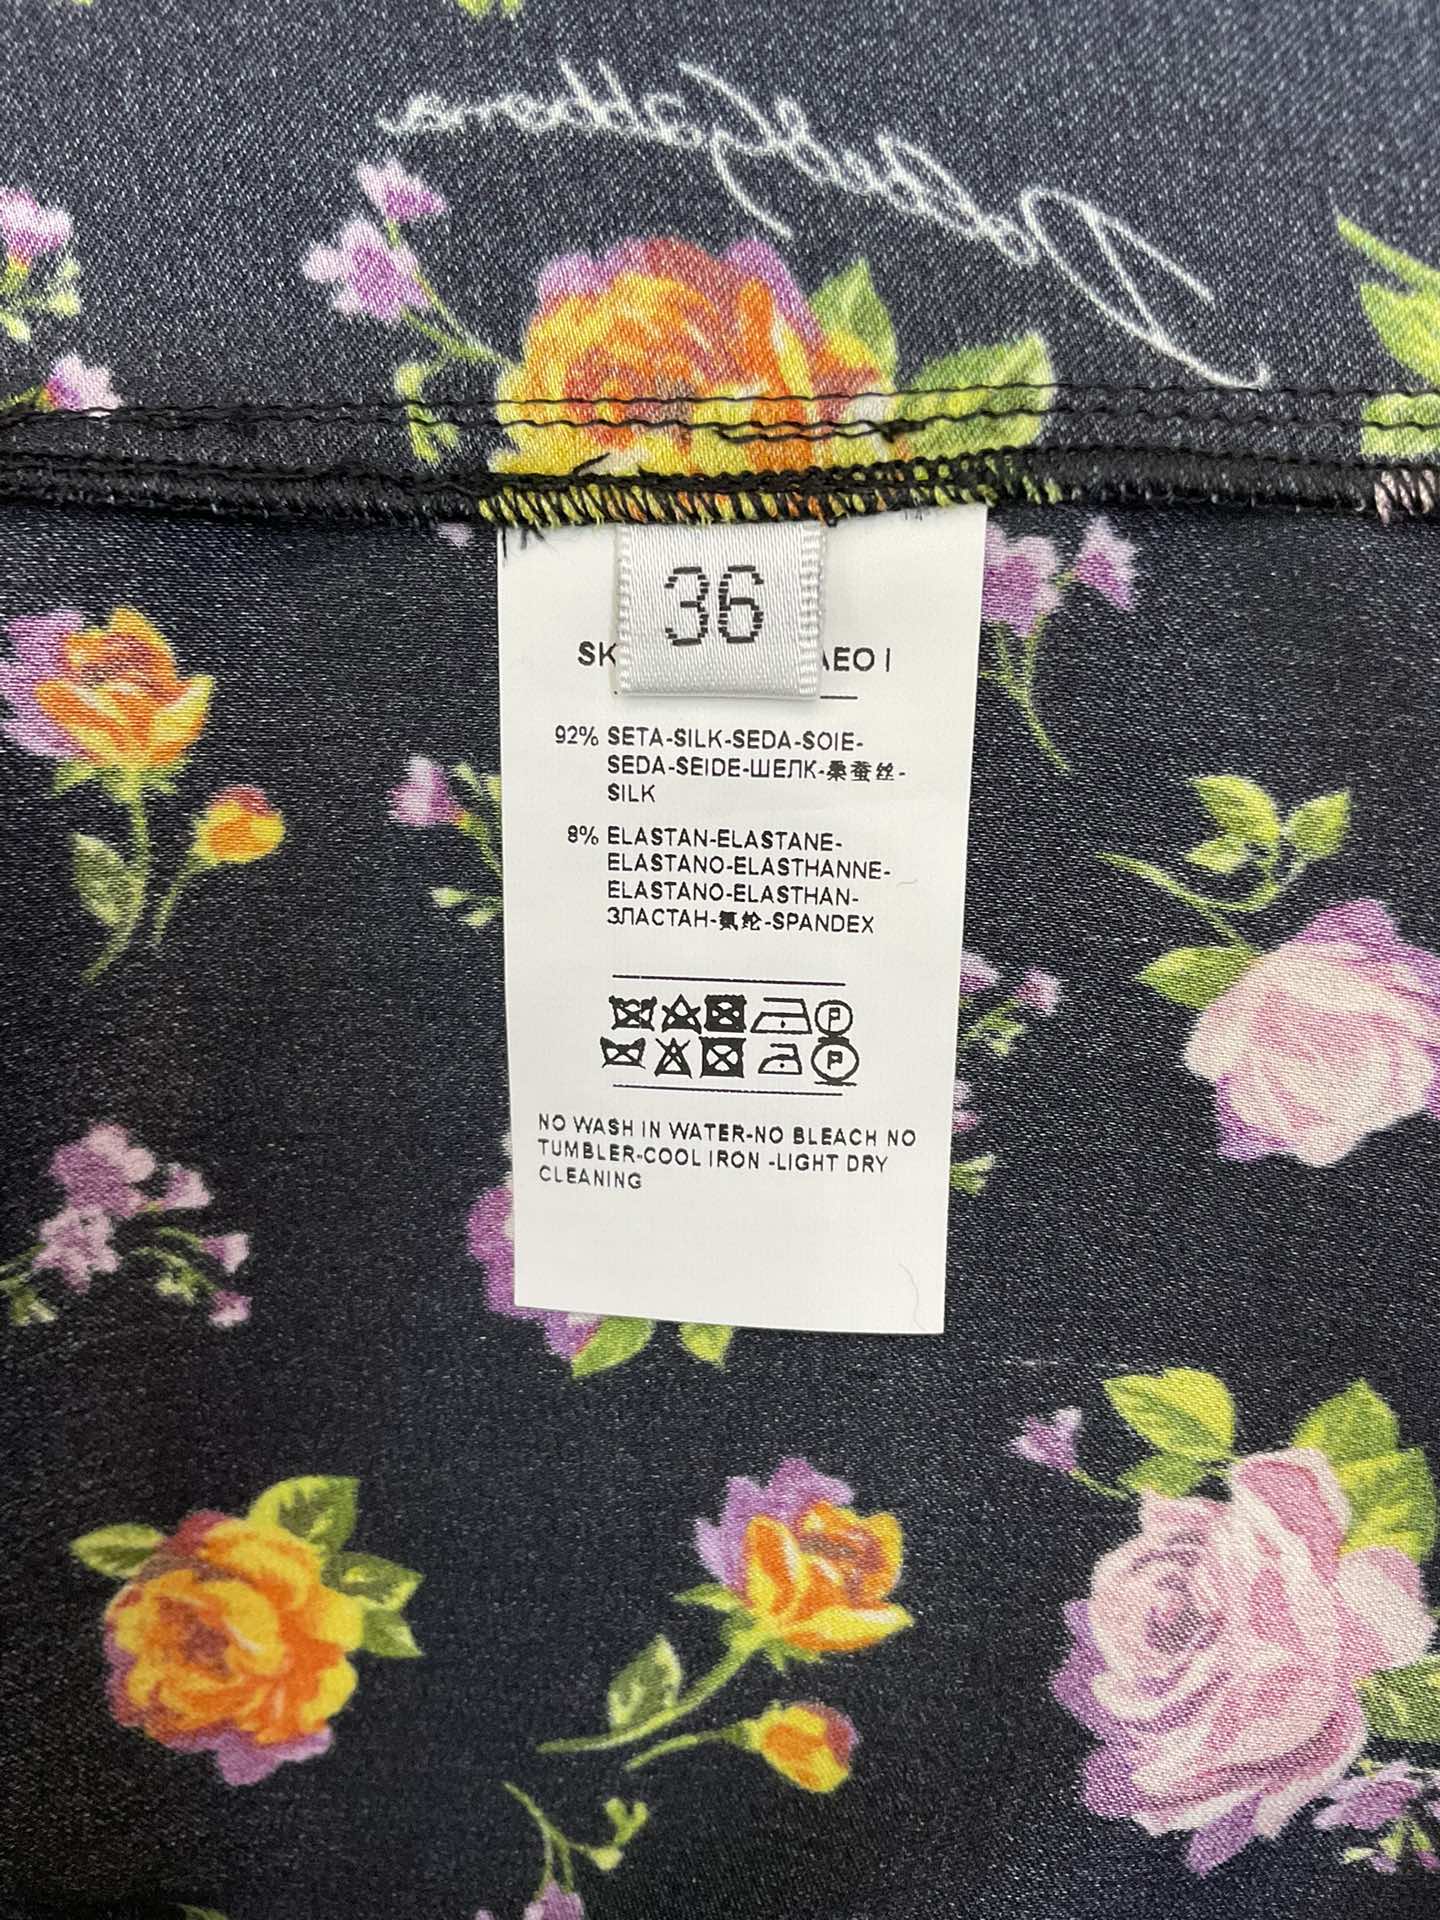 36
SK
AEO I
92% SETA-SILK-SEDA-SOIE-
SEDA-SEIDE-ШЕЛК-桑蚕丝-
SILK
8% ELASTAN-ELASTANE-
ELASTANO-ELASTHANNE-
ELASTANO-ELASTHAN-
ЗЛАСТАН-氨纶-SPANDEX
P
P
NO WASH IN WATER-NO BLEACH NO
TUMBLER-COOL IRON -LIGHT DRY
CLEANING